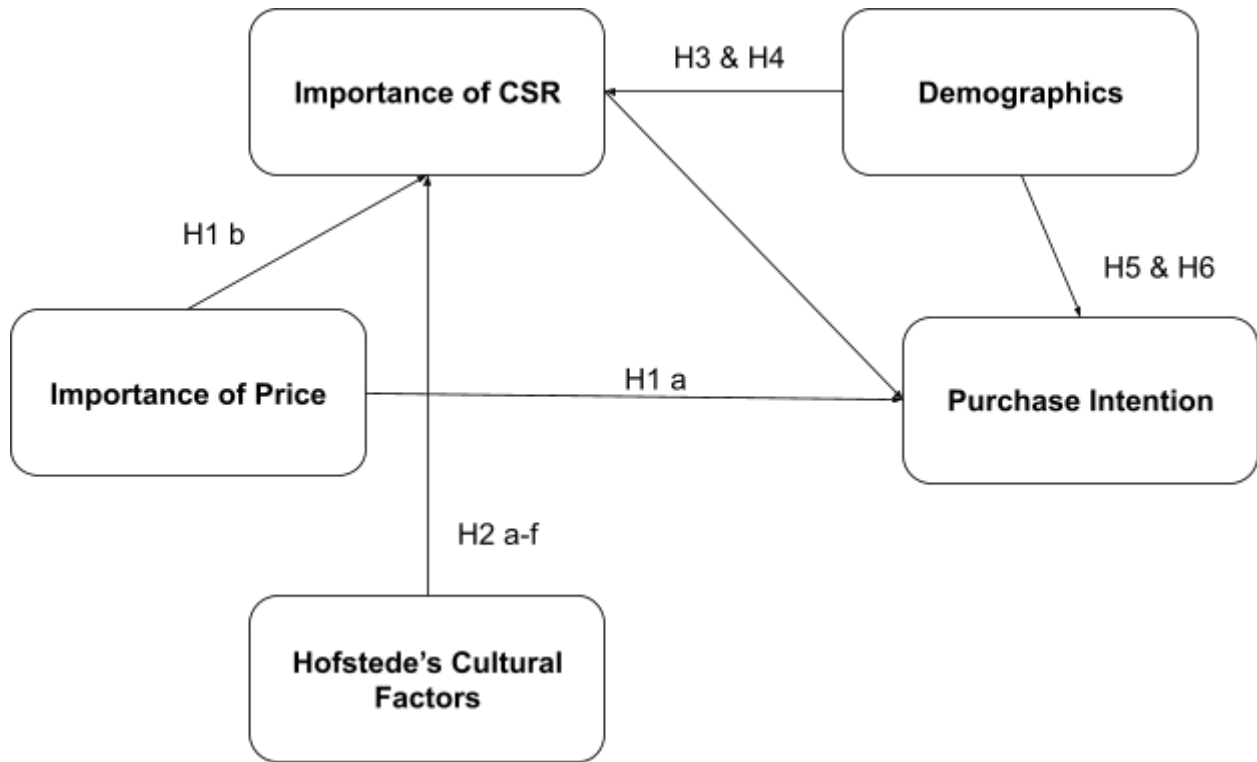 H3 & H4
Importance of CSR
Demographics
H1 b
H5 & H6
Importance of Price
H1 a
Purchase Intention
H2 a-f
Hofstede’s Cultural
Factors